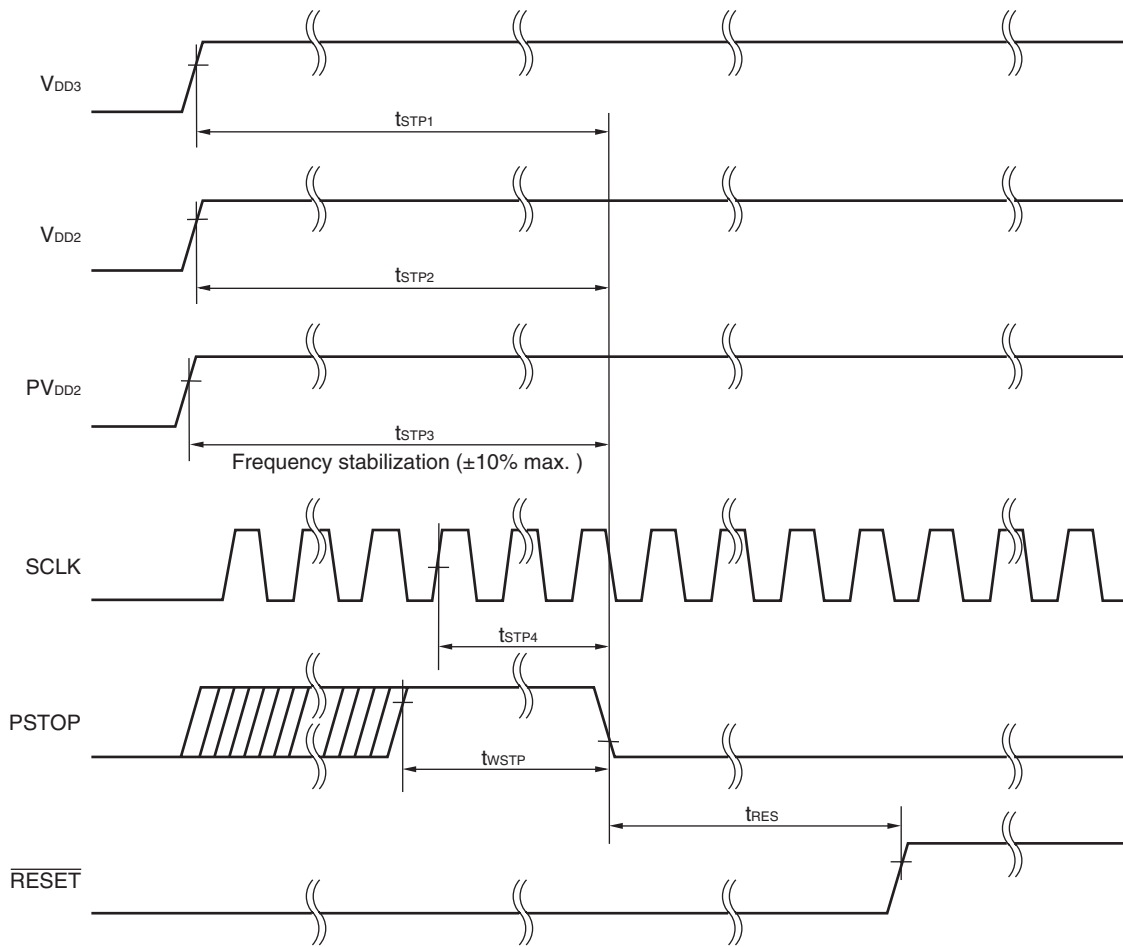 VDD3
tSTP1
VDD2
tSTP2
PVDD2
tSTP3
Frequency stabilization (±10% max. )
SCLK
tSTP4
PSTOP
tWSTP
tRES
RESET